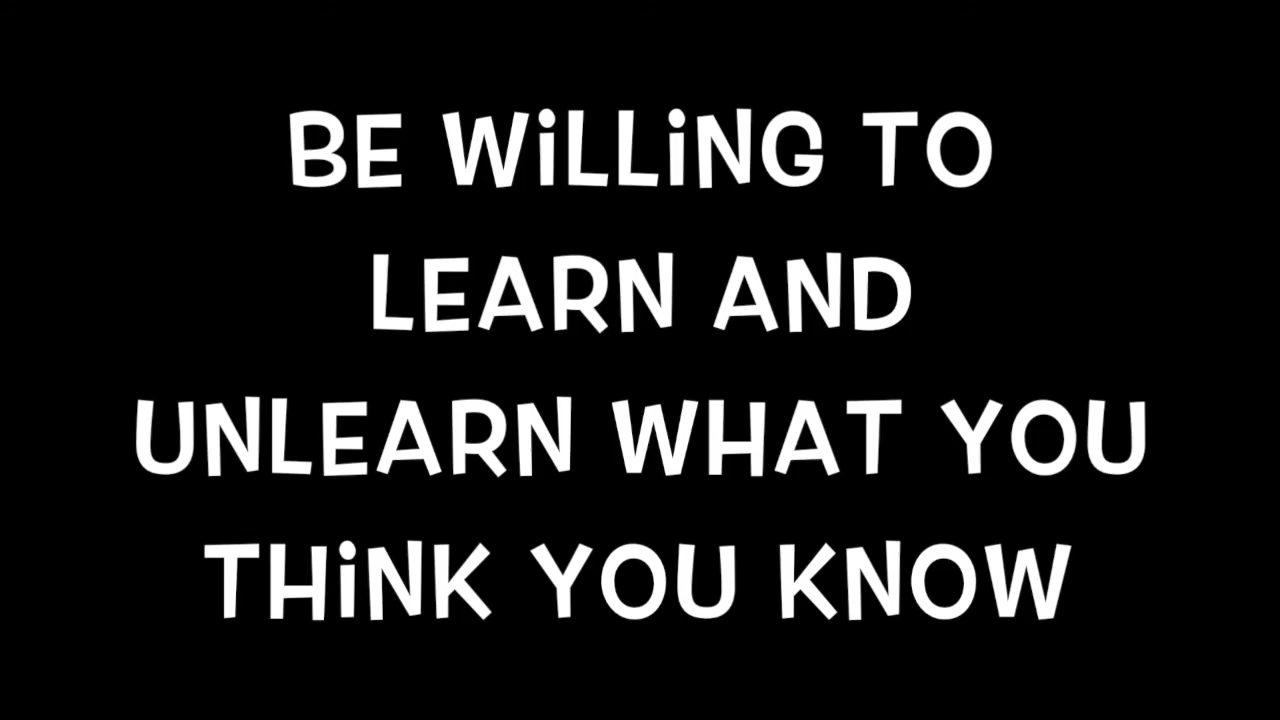 BE WiLLiNG TO
LEARN AND
UNLEARN WHAT YOU
THiNK YOU KNOW